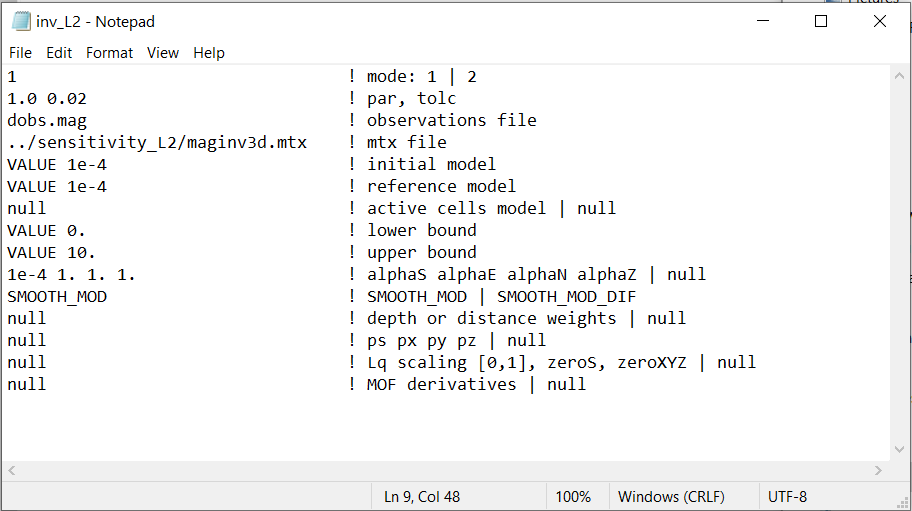 Pictures
inv_L2 - Notepad
File Edit Format View Help
1 ! mode: 1 | 2
1.0 0.02 ! par, tolc
dobs.mag ! observations file
../sensitivity_L2/maginv3d.mtx ! mtx file
VALUE 1e-4 ! initial model
VALUE 1e-4 ! reference model
null ! active cells model | null
VALUE 0. ! lower bound
VALUE 10. ! upper bound
1e-4 1. 1. 1. ! alphaS alphaE alphaN alphaZ | null
SMOOTH_MOD ! SMOOTH_MOD | SMOOTH_MOD_DIF
null ! depth or distance weights | null
null ! ps px py pz | null
null ! Lq scaling [0,1], zeroS, zeroXYZ | null
null ! MOF derivatives | null
Ln 9, Col 48 100% Windows (CRLF) UTF-8